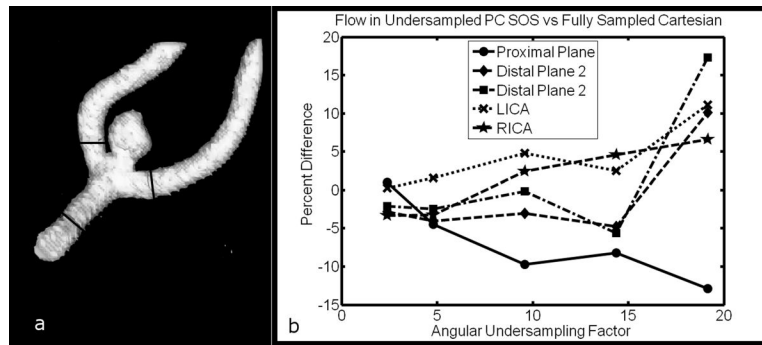 a
Flow in Undersampled PC SOS vs Fully Sampled Cartesian
Percent Difference
20
15
10
5
0
-5
-10
-15
Proximal Plane
Distal Plane 2
Distal Plane 2
LICA
RICA
0
5
10
15
20
b
Angular Undersampling Factor